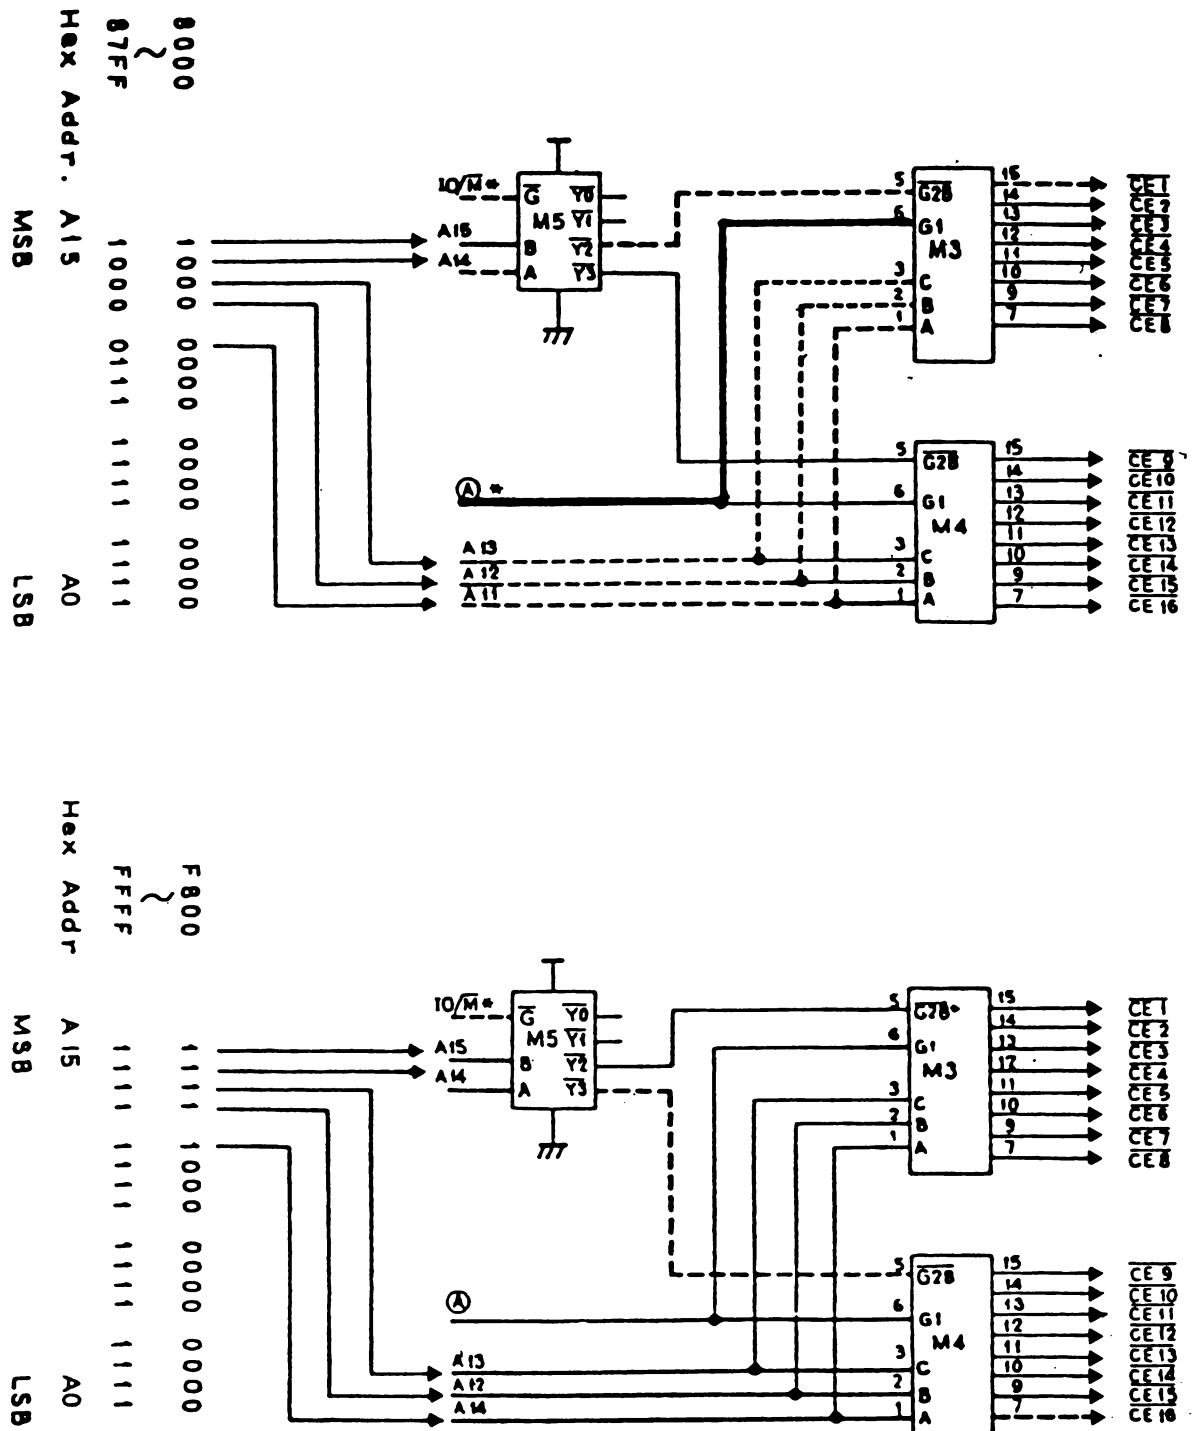 8000
~
87FF
Hex Addr. A15 A0
MSB LSB
1000 0000 0000 0000
1000 0111 1111 1111
IO/M*
A15
A14
G
B
A
M5
Y0
Y1
Y2
Y3
5
6
3
2
1
G2B
G1
C
B
A
M3
15
14
13
12
11
10
9
7
CE1
CE2
CE3
CE4
CE5
CE6
CE7
CE8
A *
A13
A12
A11
5
6
3
2
1
G2B
G1
C
B
A
M4
15
14
13
12
11
10
9
7
CE9
CE10
CE11
CE12
CE13
CE14
CE15
CE16
F800
~
FFFF
Hex Addr A15 A0
MSB LSB
1111 1000 0000 0000
1111 1111 1111 1111
IO/M*
A15
A14
G
B
A
M5
Y0
Y1
Y2
Y3
5
6
3
2
1
G2B*
G1
C
B
A
M3
15
14
13
12
11
10
9
7
CE1
CE2
CE3
CE4
CE5
CE6
CE7
CE8
A
A13
A12
A14
5
6
3
2
1
G2B
G1
C
B
A
M4
15
14
13
12
11
10
9
7
CE9
CE10
CE11
CE12
CE13
CE14
CE15
CE16